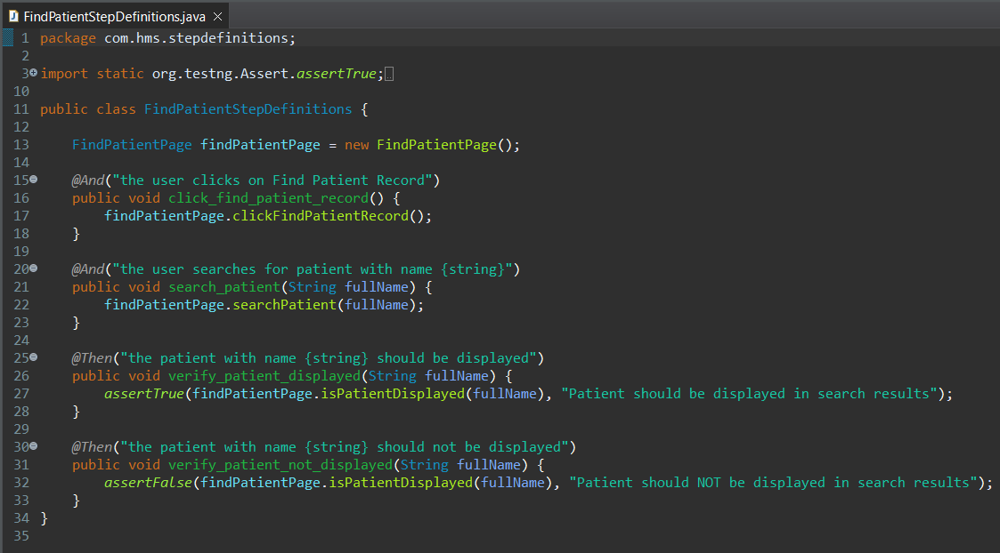 FindPatientStepDefinitions.java
1 package com.hms.stepdefinitions;
2
3 import static org.testng.Assert.assertTrue;
10
11 public class FindPatientStepDefinitions {
12
13     FindPatientPage findPatientPage = new FindPatientPage();
14
15     @And("the user clicks on Find Patient Record")
16     public void click_find_patient_record() {
17         findPatientPage.clickFindPatientRecord();
18     }
19
20     @And("the user searches for patient with name {string}")
21     public void search_patient(String fullName) {
22         findPatientPage.searchPatient(fullName);
23     }
24
25     @Then("the patient with name {string} should be displayed")
26     public void verify_patient_displayed(String fullName) {
27         assertTrue(findPatientPage.isPatientDisplayed(fullName), "Patient should be displayed in search results");
28     }
29
30     @Then("the patient with name {string} should not be displayed")
31     public void verify_patient_not_displayed(String fullName) {
32         assertFalse(findPatientPage.isPatientDisplayed(fullName), "Patient should NOT be displayed in search results");
33     }
34 }
35